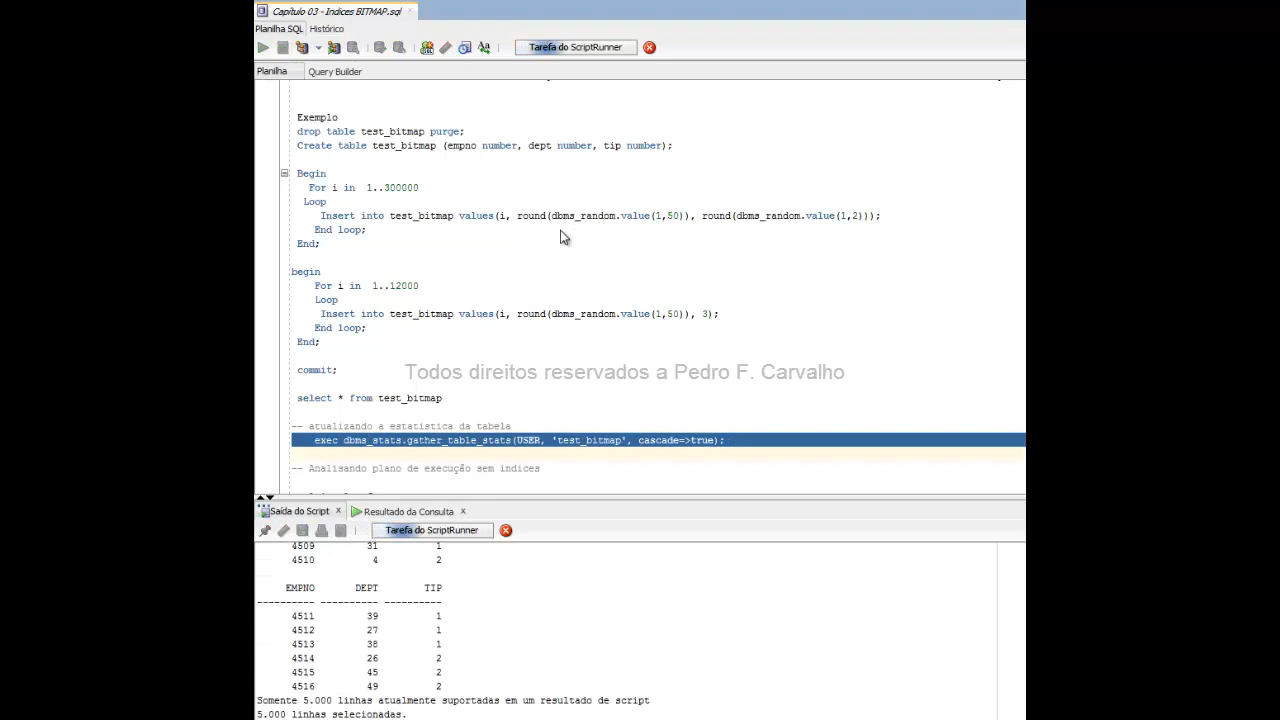 Capítulo 03 - Indices BITMAP.sql
Planilha SQL Histórico
Tarefa do ScriptRunner
Planilha Query Builder
Exemplo
drop table test_bitmap purge;
Create table test_bitmap (empno number, dept number, tip number);
Begin
For i in 1..300000
Loop
Insert into test_bitmap values(i, round(dbms_random.value(1,50)), round(dbms_random.value(1,2)));
End loop;
End;
begin
For i in 1..12000
Loop
Insert into test_bitmap values(i, round(dbms_random.value(1,50)), 3);
End loop;
End;
commit;
Todos direitos reservados a Pedro F. Carvalho
select * from test_bitmap
-- atualizando a estatística da tabela
exec dbms_stats.gather_table_stats(USER, 'test_bitmap', cascade=>true);
-- Analisando plano de execução sem indices
Saída do Script x Resultado da Consulta x
Tarefa do ScriptRunner
4509 31 1
4510 4 2
EMPNO DEPT TIP
---------- ---------- ----------
4511 39 1
4512 27 1
4513 38 1
4514 26 2
4515 45 2
4516 49 2
Somente 5.000 linhas atualmente suportadas em um resultado de script
5.000 linhas selecionadas.